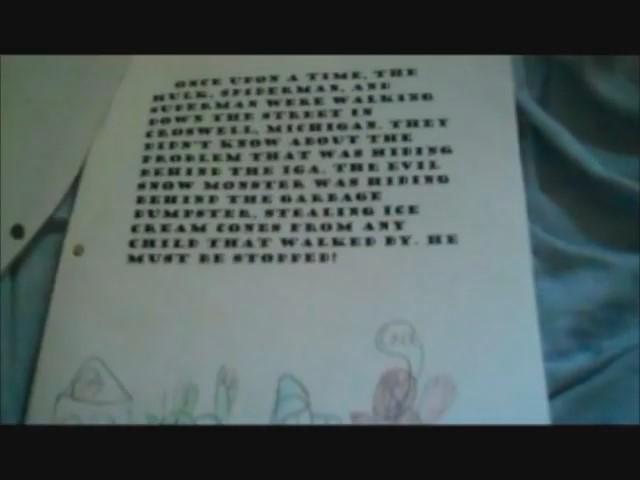 ONCE UPON A TIME, THE
HULK, SPIDERMAN, AND
SUPERMAN WERE WALKING
DOWN THE STREET IN
CROSWELL, MICHIGAN. THEY
DIDN'T KNOW ABOUT THE
PROBLEM THAT WAS HIDING
BEHIND THE IGA. THE EVIL
SNOW MONSTER WAS HIDING
BEHIND THE GARBAGE
DUMPSTER, STEALING ICE
CREAM CONES FROM ANY
CHILD THAT WALKED BY. HE
MUST BE STOPPED!